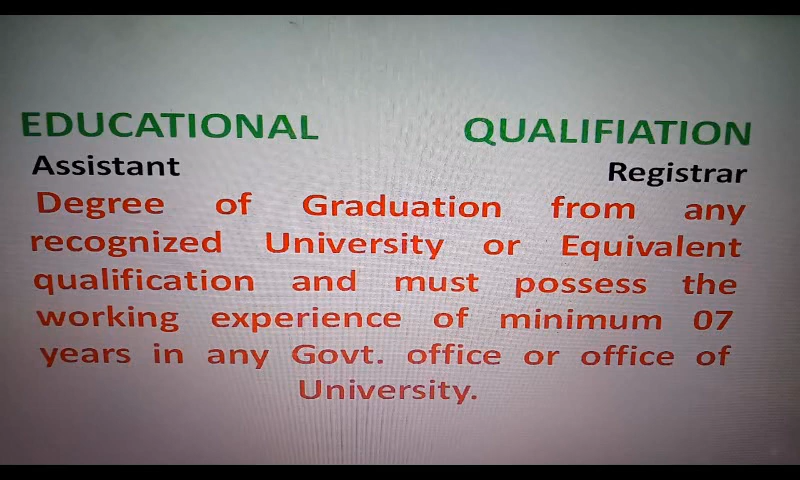 EDUCATIONAL QUALIFIATION
Assistant Registrar
Degree of Graduation from any
recognized University or Equivalent
qualification and must possess the
working experience of minimum 07
years in any Govt. office or office of
University.